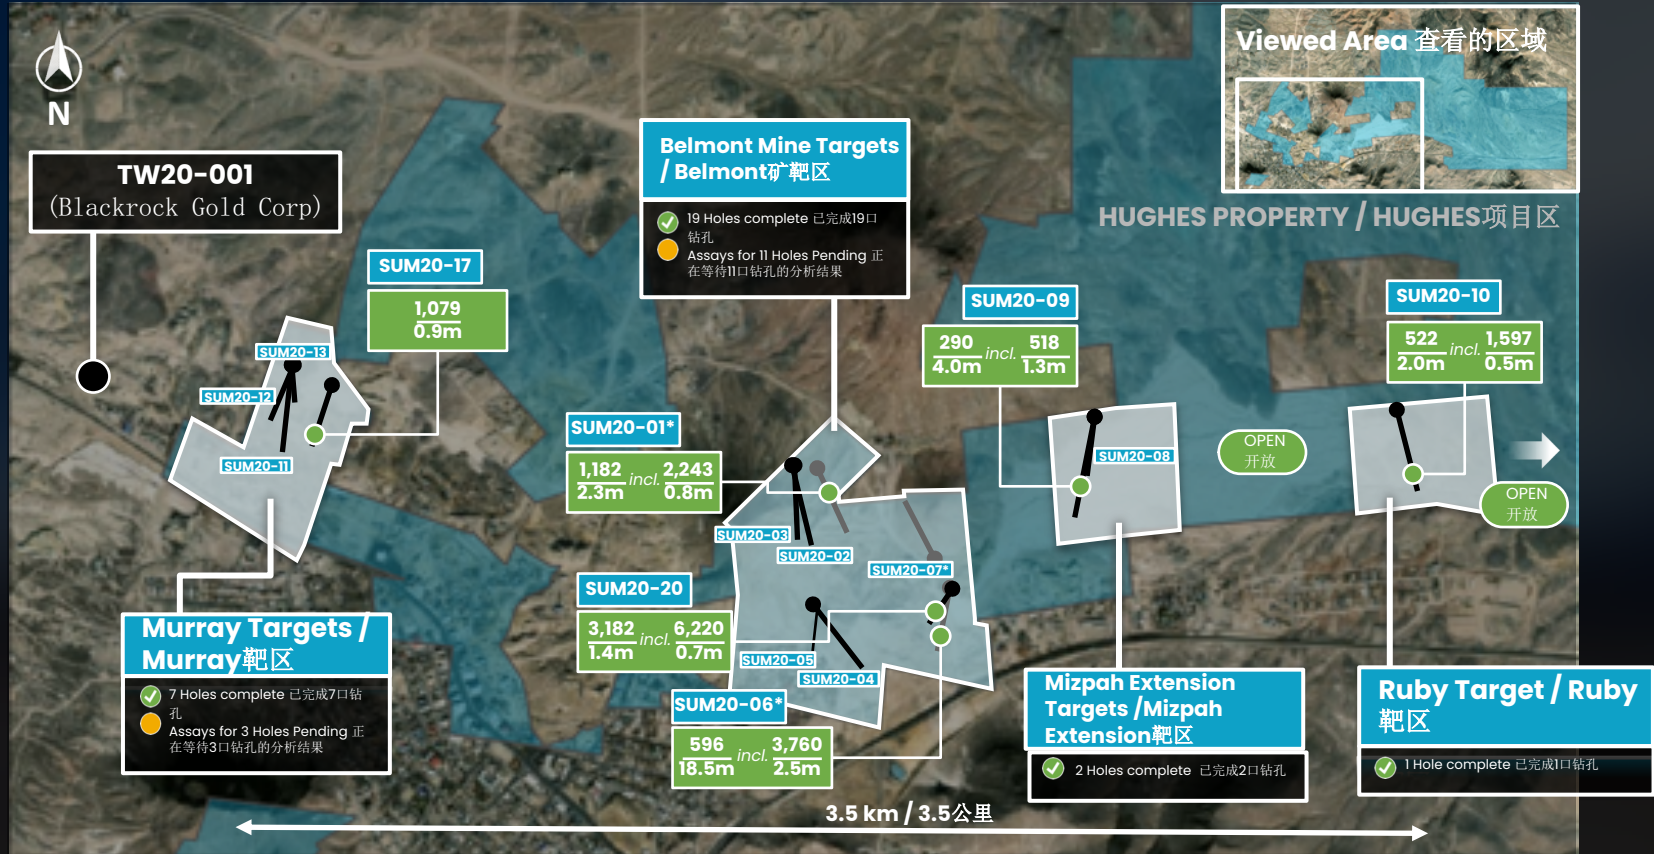 N
Viewed Area 查看的区域
TW20-001
(Blackrock Gold Corp)
HUGHES PROPERTY / HUGHES项目区
Belmont Mine Targets
/ Belmont矿靶区
19 Holes complete 已完成19口
钻孔
Assays for 11 Holes Pending 正
在等待11口钻孔的分析结果
SUM20-17
1,079
0.9m
SUM20-13
SUM20-12
SUM20-11
SUM20-09
290 incl. 518
4.0m 1.3m
SUM20-10
522 incl. 1,597
2.0m 0.5m
SUM20-01*
1,182 incl. 2,243
2.3m 0.8m
SUM20-08
OPEN
开放
OPEN
开放
SUM20-03
SUM20-02
SUM20-07*
SUM20-20
3,182 incl. 6,220
1.4m 0.7m
SUM20-05
SUM20-04
SUM20-06*
596 incl. 3,760
18.5m 2.5m
Murray Targets /
Murray靶区
7 Holes complete 已完成7口钻
孔
Assays for 3 Holes Pending 正
在等待3口钻孔的分析结果
Mizpah Extension
Targets /Mizpah
Extension靶区
2 Holes complete 已完成2口钻孔
Ruby Target / Ruby
靶区
1 Hole complete 已完成1口钻孔
3.5 km / 3.5公里